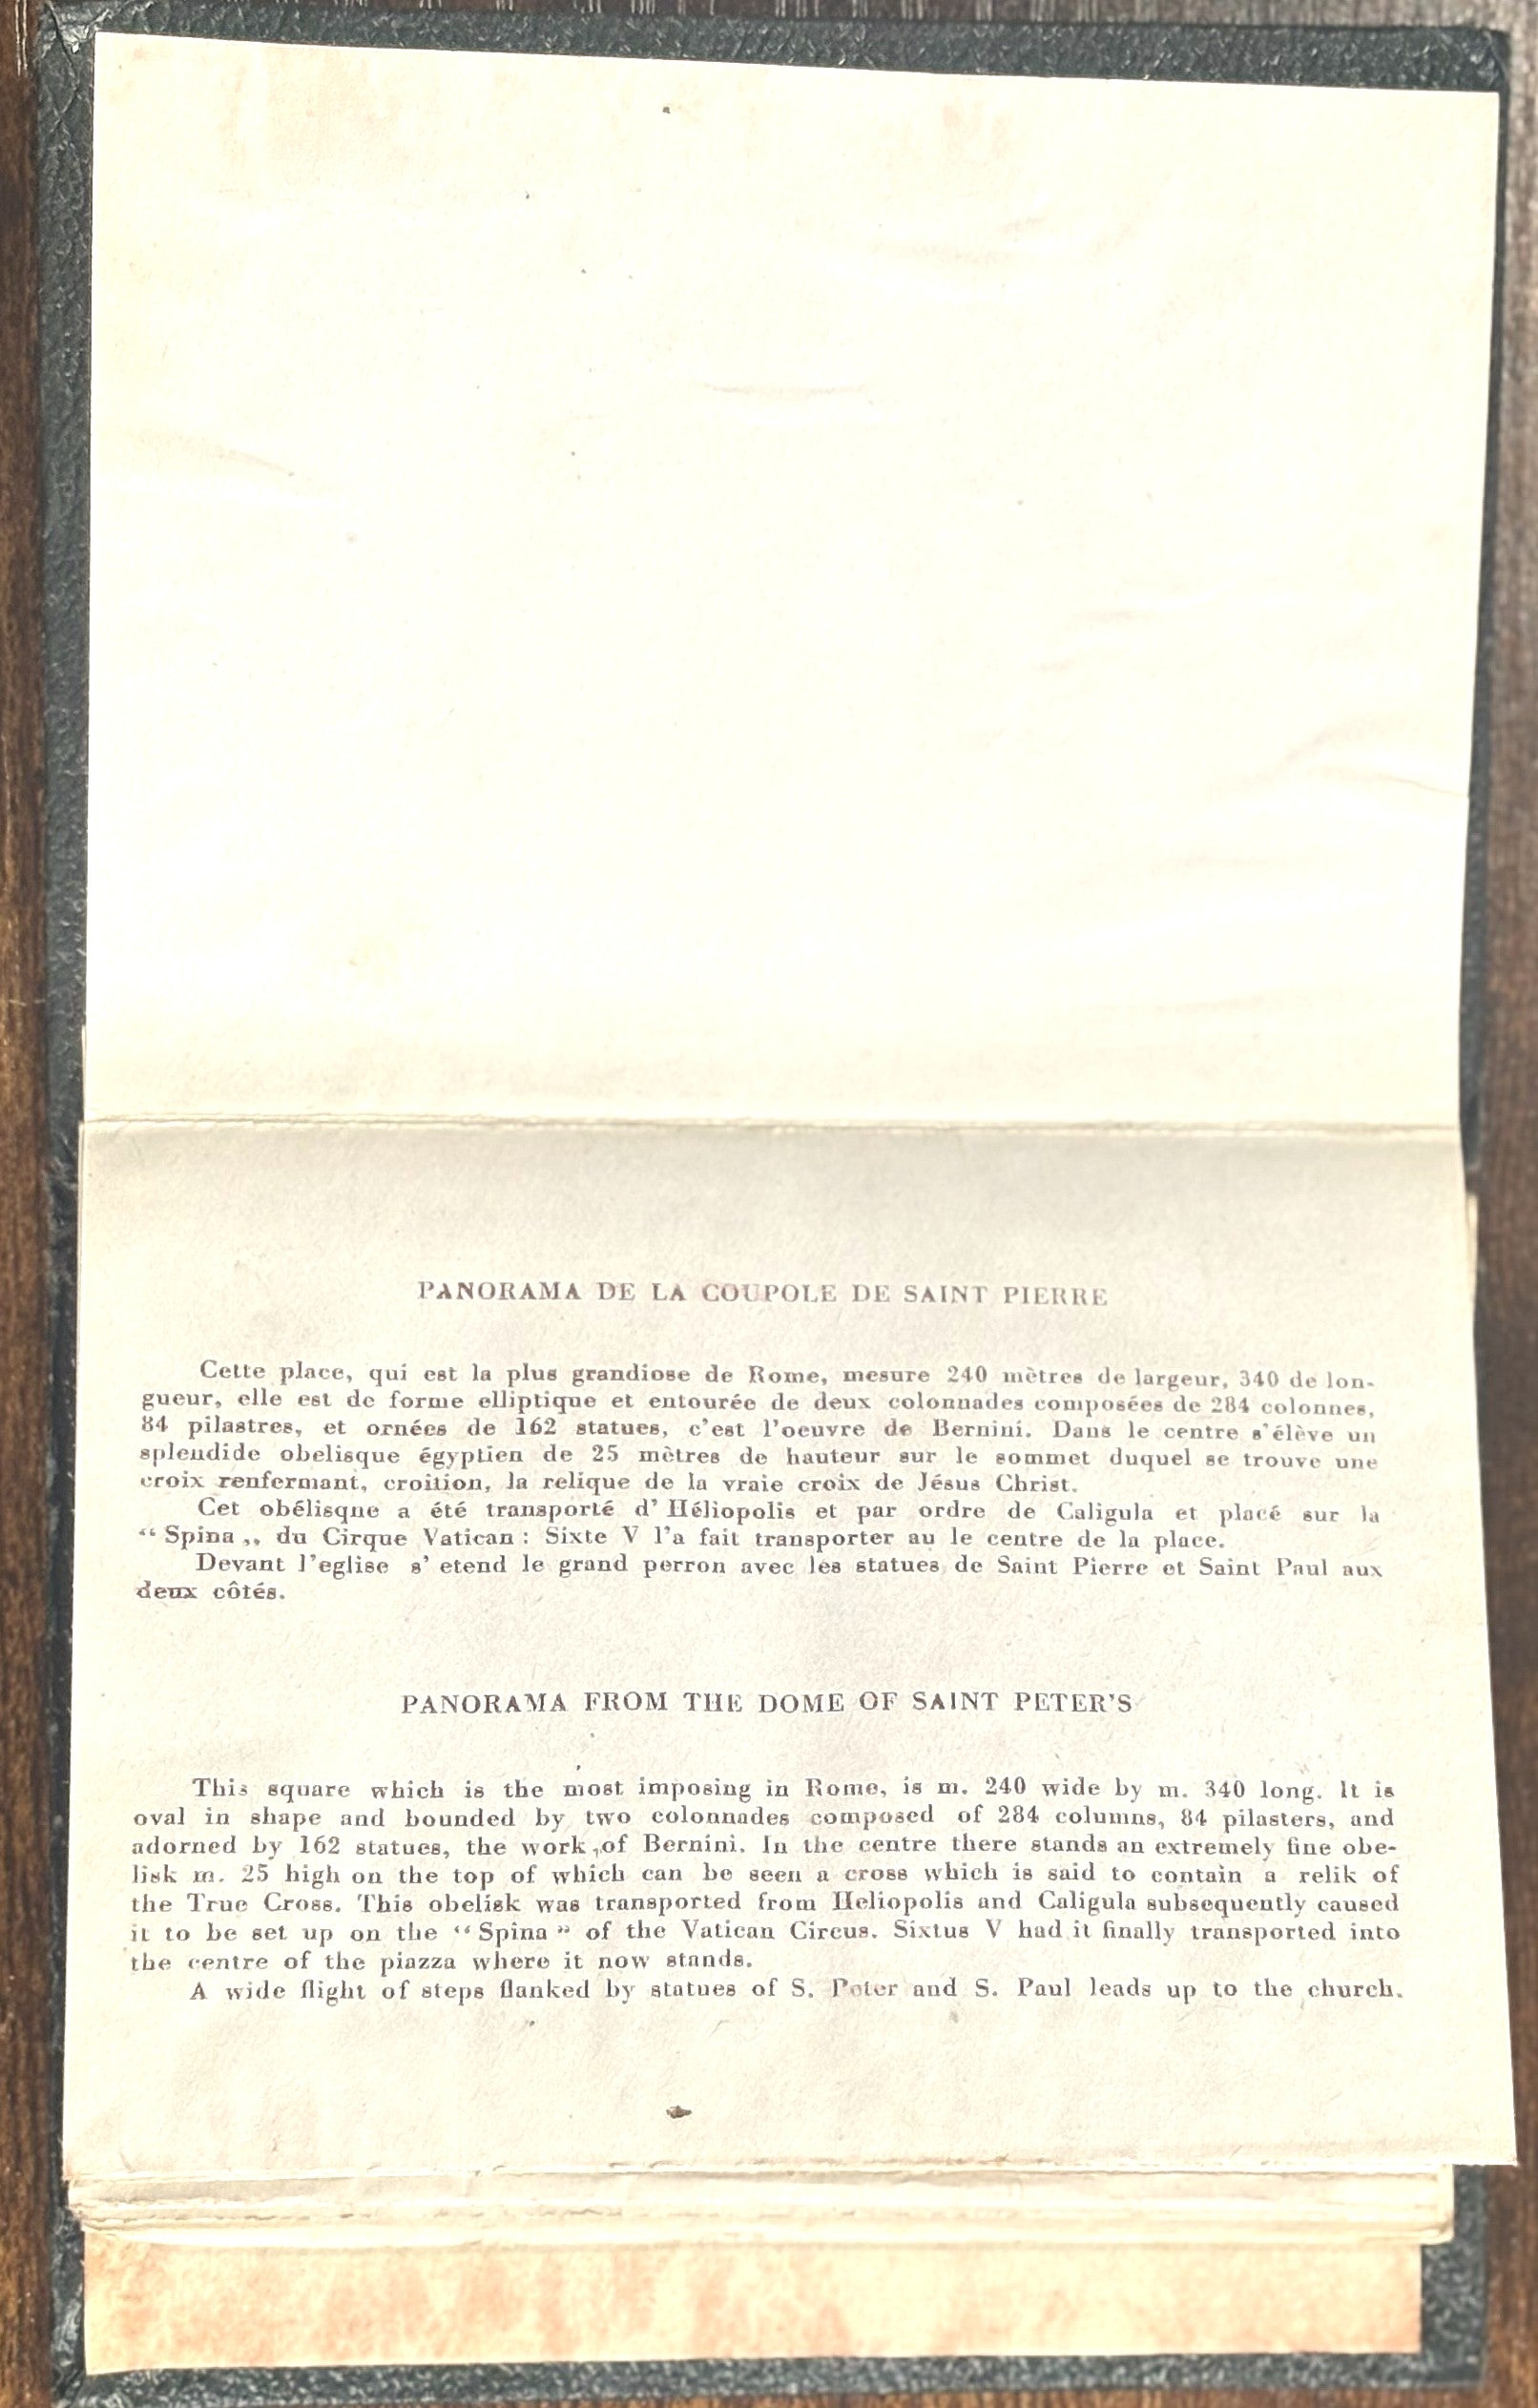 PANORAMA DE LA COUPOLE DE SAINT PIERRE
Cette place, qui est la plus grandiose de Rome, mesure 240 mètres de largeur, 340 de lon-
gueur, elle est de forme elliptique et entourée de deux colonnades composées de 284 colonnes,
84 pilastres, et ornées de 162 statues, c'est l'oeuvre de Bernini. Dans le centre s'élève un
splendide obelisque égyptien de 25 mètres de hauteur sur le sommet duquel se trouve une
croix renfermant, croition, la relique de la vraie croix de Jésus Christ.
Cet obélisque a été transporté d' Héliopolis et par ordre de Caligula et placé sur la
“ Spina „ du Cirque Vatican : Sixte V l'a fait transporter au le centre de la place.
Devant l'eglise s' etend le grand perron avec les statues de Saint Pierre et Saint Paul aux
deux côtés.
PANORAMA FROM THE DOME OF SAINT PETER'S
This square which is the most imposing in Rome, is m. 240 wide by m. 340 long. It is
oval in shape and bounded by two colonnades composed of 284 columns, 84 pilasters, and
adorned by 162 statues, the work of Bernini. In the centre there stands an extremely fine obe-
lisk m. 25 high on the top of which can be seen a cross which is said to contain a relik of
the True Cross. This obelisk was transported from Heliopolis and Caligula subsequently caused
it to be set up on the “ Spina ” of the Vatican Circus. Sixtus V had it finally transported into
the centre of the piazza where it now stands.
A wide flight of steps flanked by statues of S. Peter and S. Paul leads up to the church.